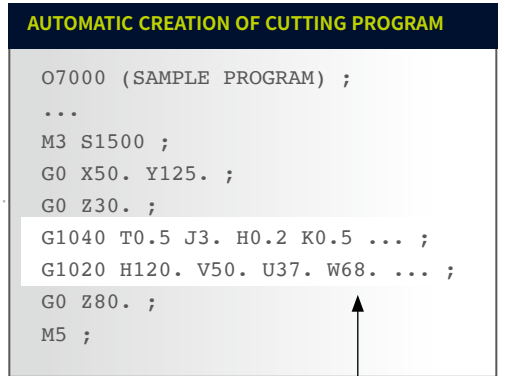 AUTOMATIC CREATION OF CUTTING PROGRAM
O7000 (SAMPLE PROGRAM) ;
...
M3 S1500 ;
G0 X50. Y125. ;
G0 Z30. ;
G1040 T0.5 J3. H0.2 K0.5 ... ;
G1020 H120. V50. U37. W68. ... ;
G0 Z80. ;
M5 ;